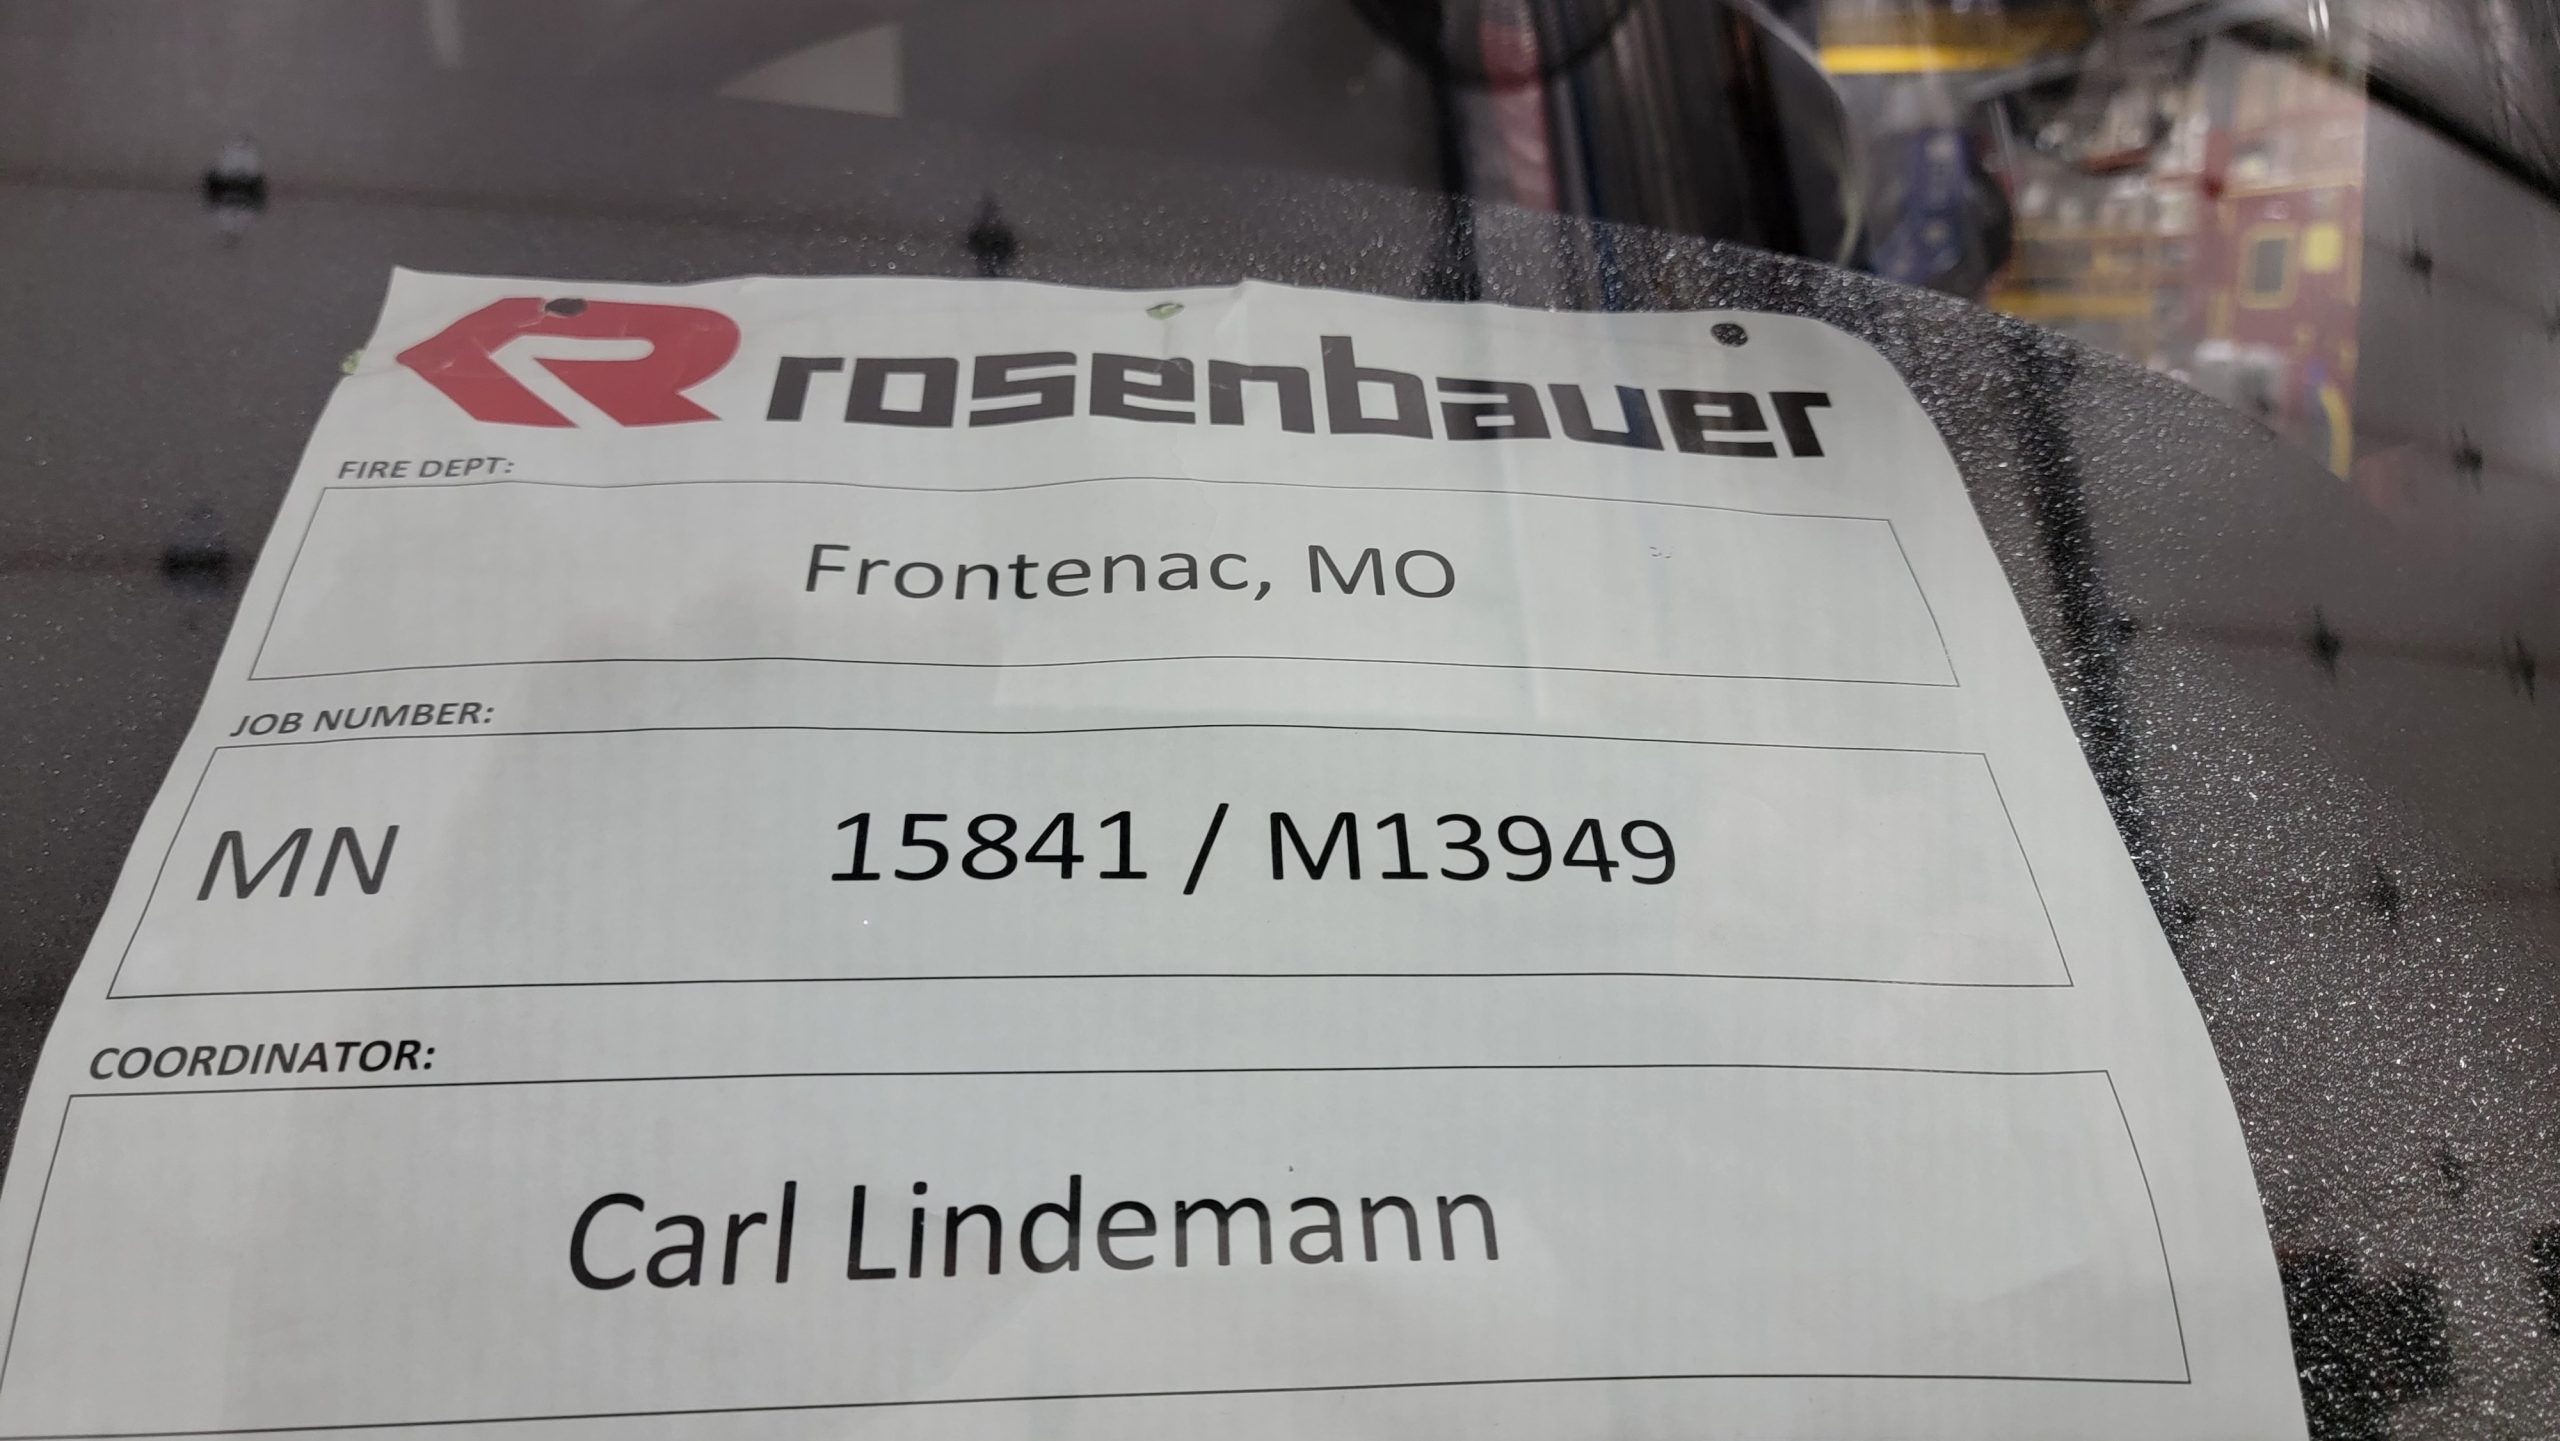 rosenbauer
FIRE DEPT:
Frontenac, MO
JOB NUMBER:
MN 15841 / M13949
COORDINATOR:
Carl Lindemann